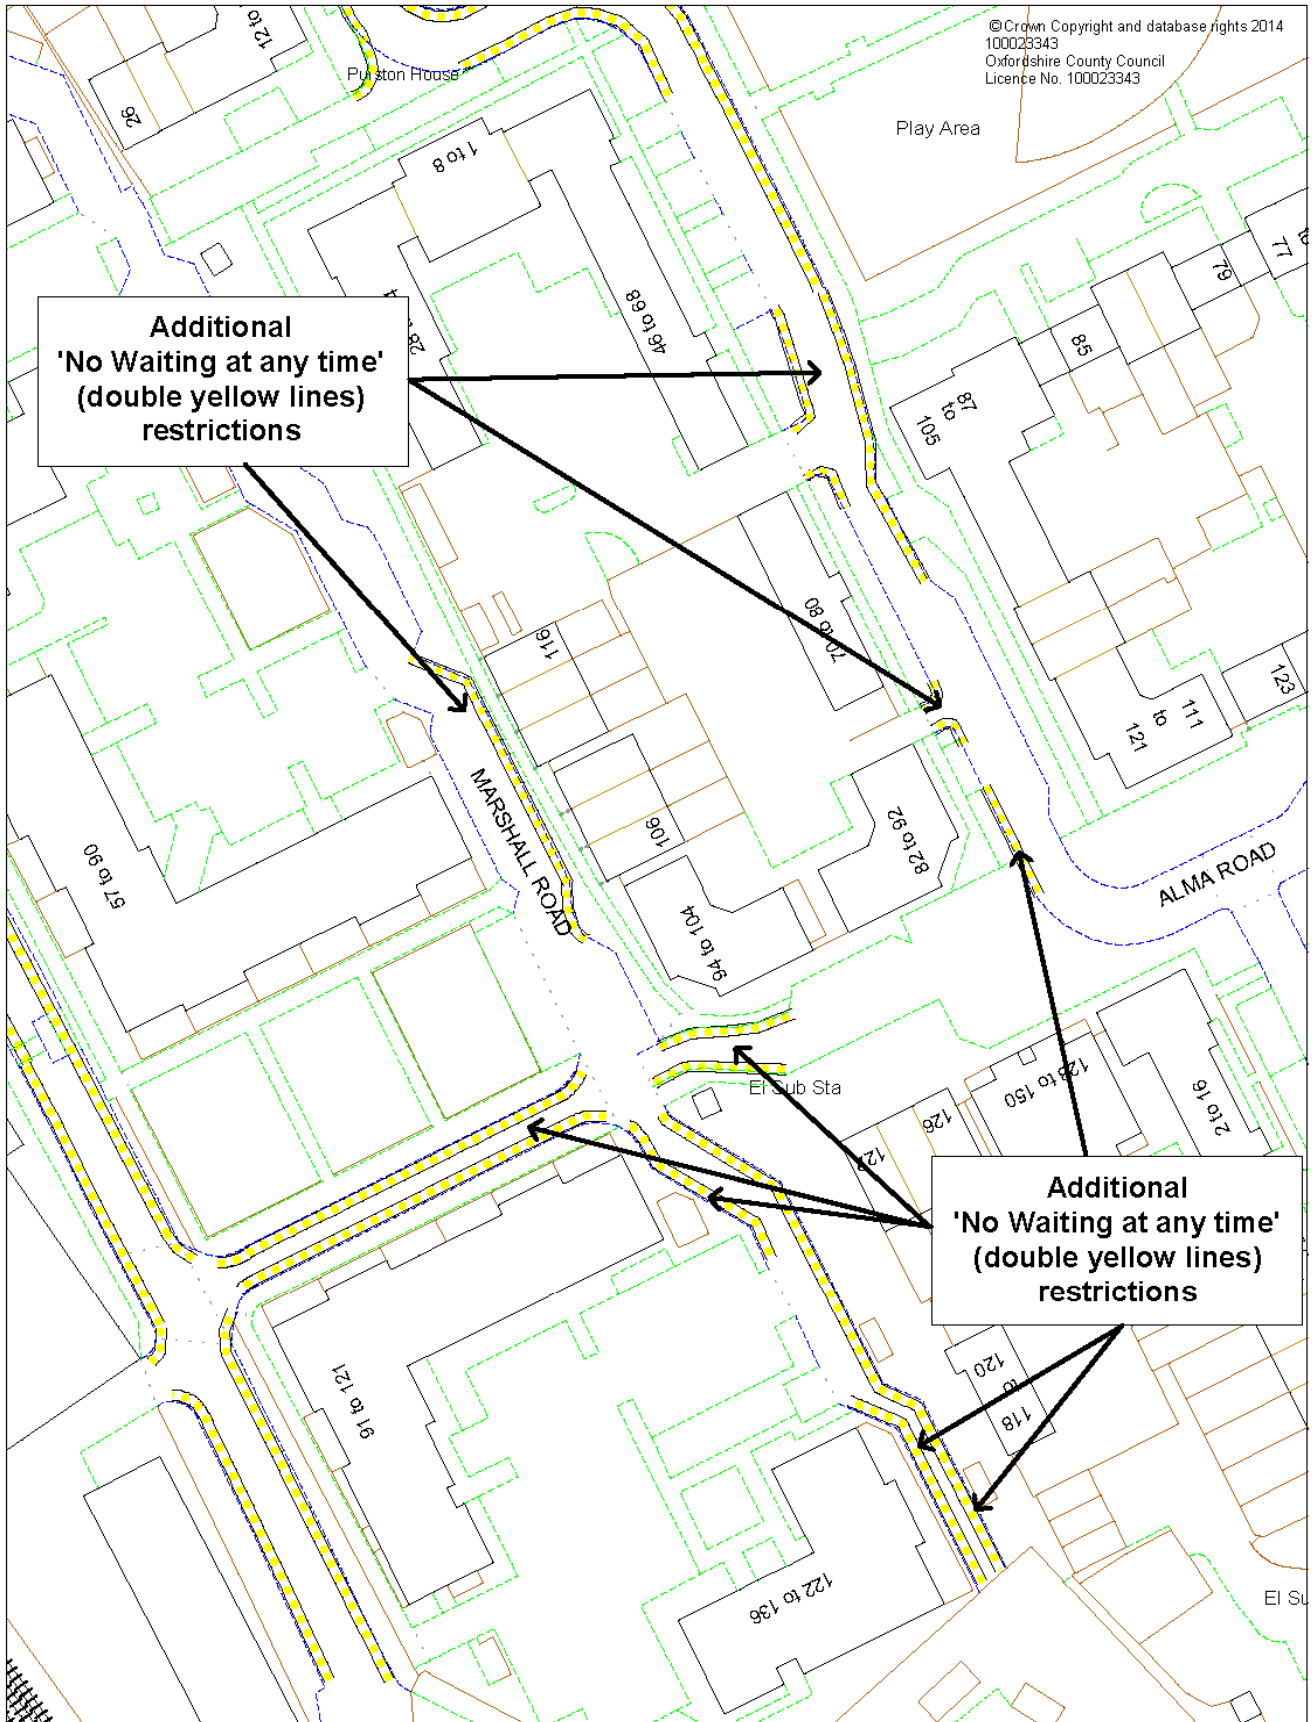 ©Crown Copyright and database rights 2014
100023343
Oxfordshire County Council
Licence No. 100023343
12 to
26
Purston House
Play Area
1 to 8
46 to 68
77
79
85
87
to
105
Additional
'No Waiting at any time'
(double yellow lines)
restrictions
116
70 to 80
123
111
to
121
MARSHALL ROAD
106
82 to 92
57 to 90
94 to 104
ALMA ROAD
El Sub Sta
126
2 to 16
Additional
'No Waiting at any time'
(double yellow lines)
restrictions
91 to 121
120
to
118
122 to 136
El Su